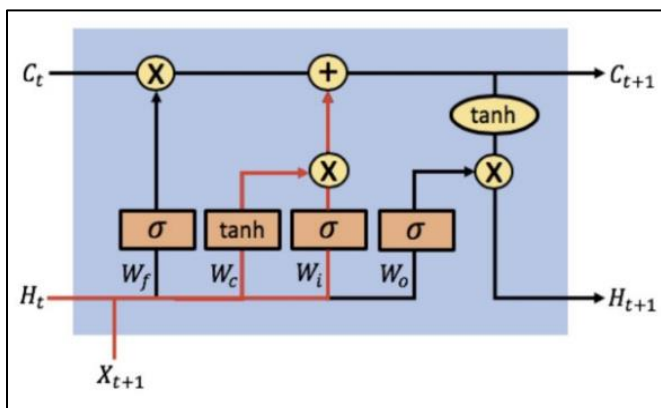 C_t × + C_{t+1}
tanh
× ×
σ tanh σ σ
W_f W_c W_i W_o
H_t H_{t+1}
X_{t+1}